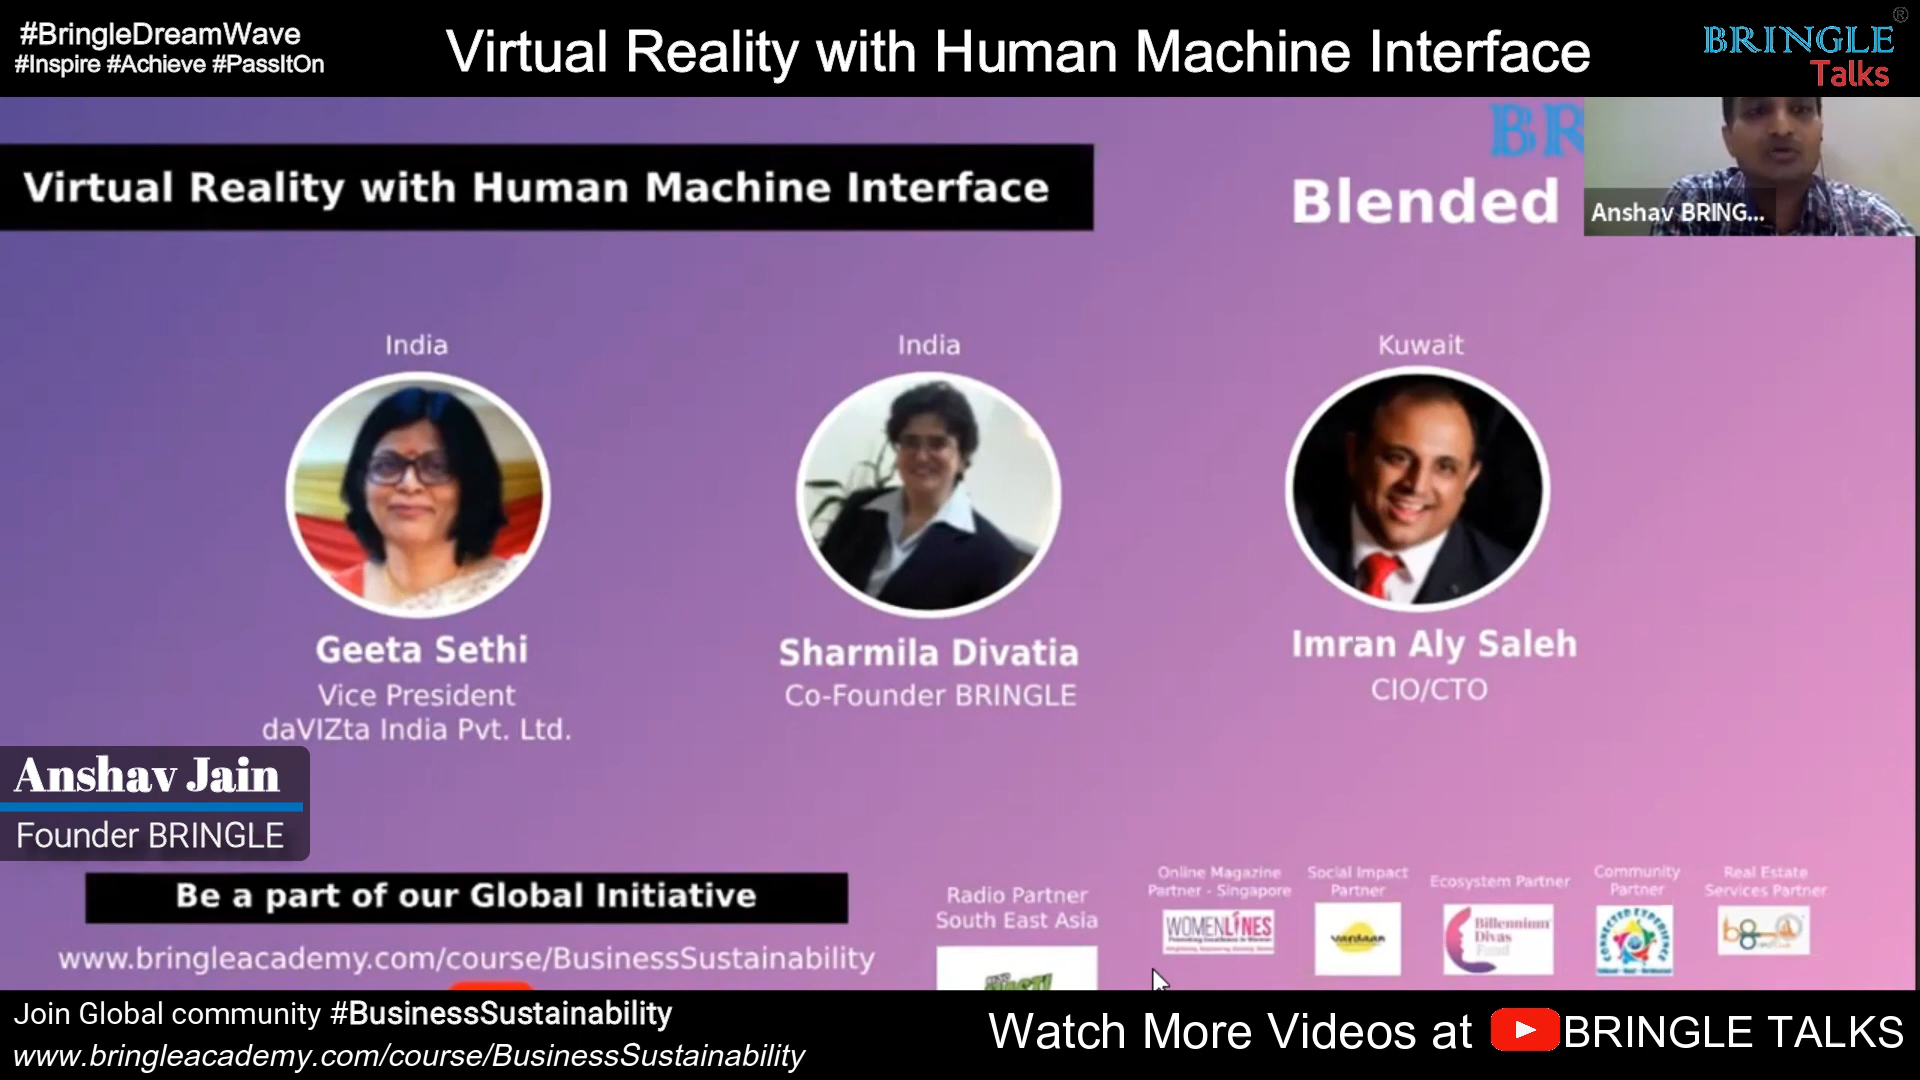 #BringleDreamWave
#Inspire #Achieve #PassItOn
Virtual Reality with Human Machine Interface
BRINGLE®
Talks
BR
Virtual Reality with Human Machine Interface
Blended
Anshav BRING...
India
India
Kuwait
Geeta Sethi
Vice President
daVIZta India Pvt. Ltd.
Sharmila Divatia
Co-Founder BRINGLE
Imran Aly Saleh
CIO/CTO
Anshav Jain
Founder BRINGLE
Be a part of our Global Initiative
www.bringleacademy.com/course/BusinessSustainability
Radio Partner
South East Asia
Online Magazine
Partner - Singapore
WOMENLINES
Social Impact
Partner
vardaan
Ecosystem Partner
Billennium
Divas
Fund
Community
Partner
CONNECTED EXPERIENCE
Real Estate
Services Partner
Join Global community #BusinessSustainability
www.bringleacademy.com/course/BusinessSustainability
Watch More Videos at BRINGLE TALKS